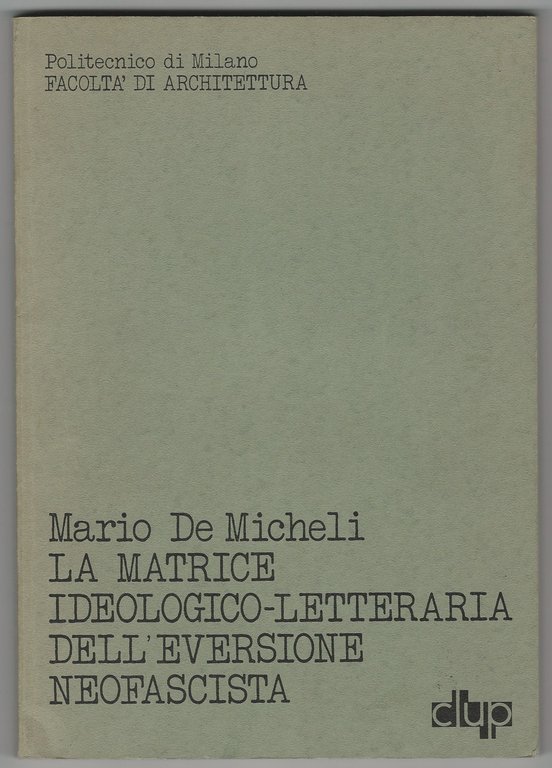 Politecnico di Milano
FACOLTA' DI ARCHITETTURA
Mario De Micheli
LA MATRICE
IDEOLOGICO-LETTERARIA
DELL'EVERSIONE
NEOFASCISTA
clup